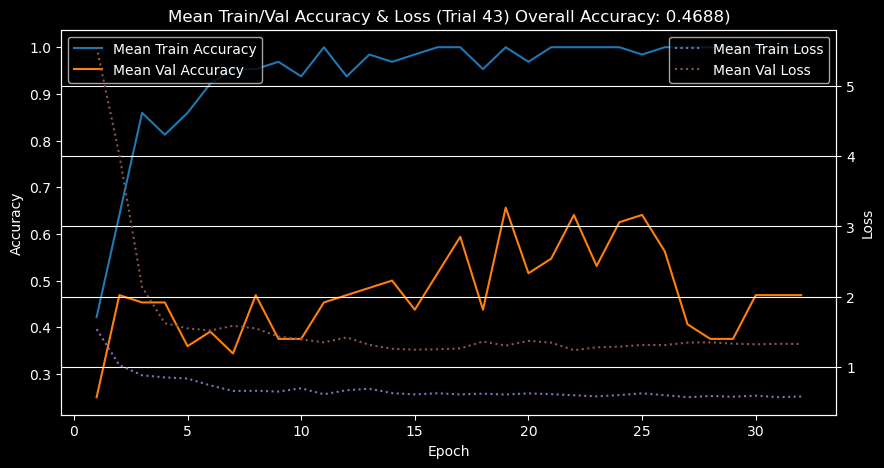 Mean Train/Val Accuracy & Loss (Trial 43) Overall Accuracy: 0.4688)
Mean Train Accuracy
Mean Val Accuracy
Mean Train Loss
Mean Val Loss
1.0
0.9
0.8
0.7
0.6
0.5
0.4
0.3
Accuracy
5
4
3
2
1
Loss
0
5
10
15
20
25
30
Epoch